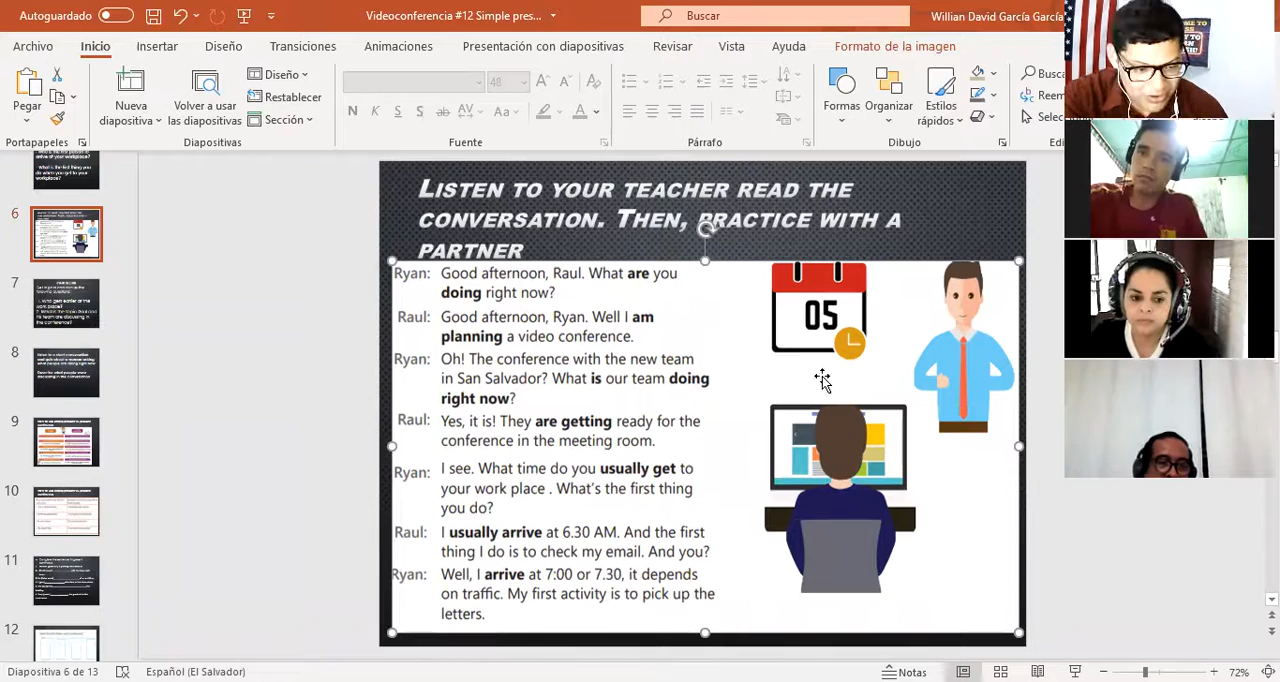 Autoguardado
Videoconferencia #12 Simple pres...
Buscar
Willian David García García
Archivo Inicio Insertar Diseño Transiciones Animaciones Presentación con diapositivas Revisar Vista Ayuda Formato de la imagen
Pegar
Nueva diapositiva
Volver a usar las diapositivas
Diseño
Restablecer
Sección
48
N K S S ab AV Aa
Formas
Organizar
Estilos rápidos
Portapapeles
Diapositivas
Fuente
Párrafo
Dibujo
LISTEN TO YOUR TEACHER READ THE
CONVERSATION. THEN, PRACTICE WITH A
PARTNER
Ryan: Good afternoon, Raul. What are you
doing right now?
Raul: Good afternoon, Ryan. Well I am
planning a video conference.
Ryan: Oh! The conference with the new team
in San Salvador? What is our team doing
right now?
Raul: Yes, it is! They are getting ready for the
conference in the meeting room.
Ryan: I see. What time do you usually get to
your work place . What's the first thing
you do?
Raul: I usually arrive at 6.30 AM. And the first
thing I do is to check my email. And you?
Ryan: Well, I arrive at 7:00 or 7.30, it depends
on traffic. My first activity is to pick up the
letters.
05
6
7
8
9
10
11
12
Diapositiva 6 de 13
Español (El Salvador)
Notas
72%